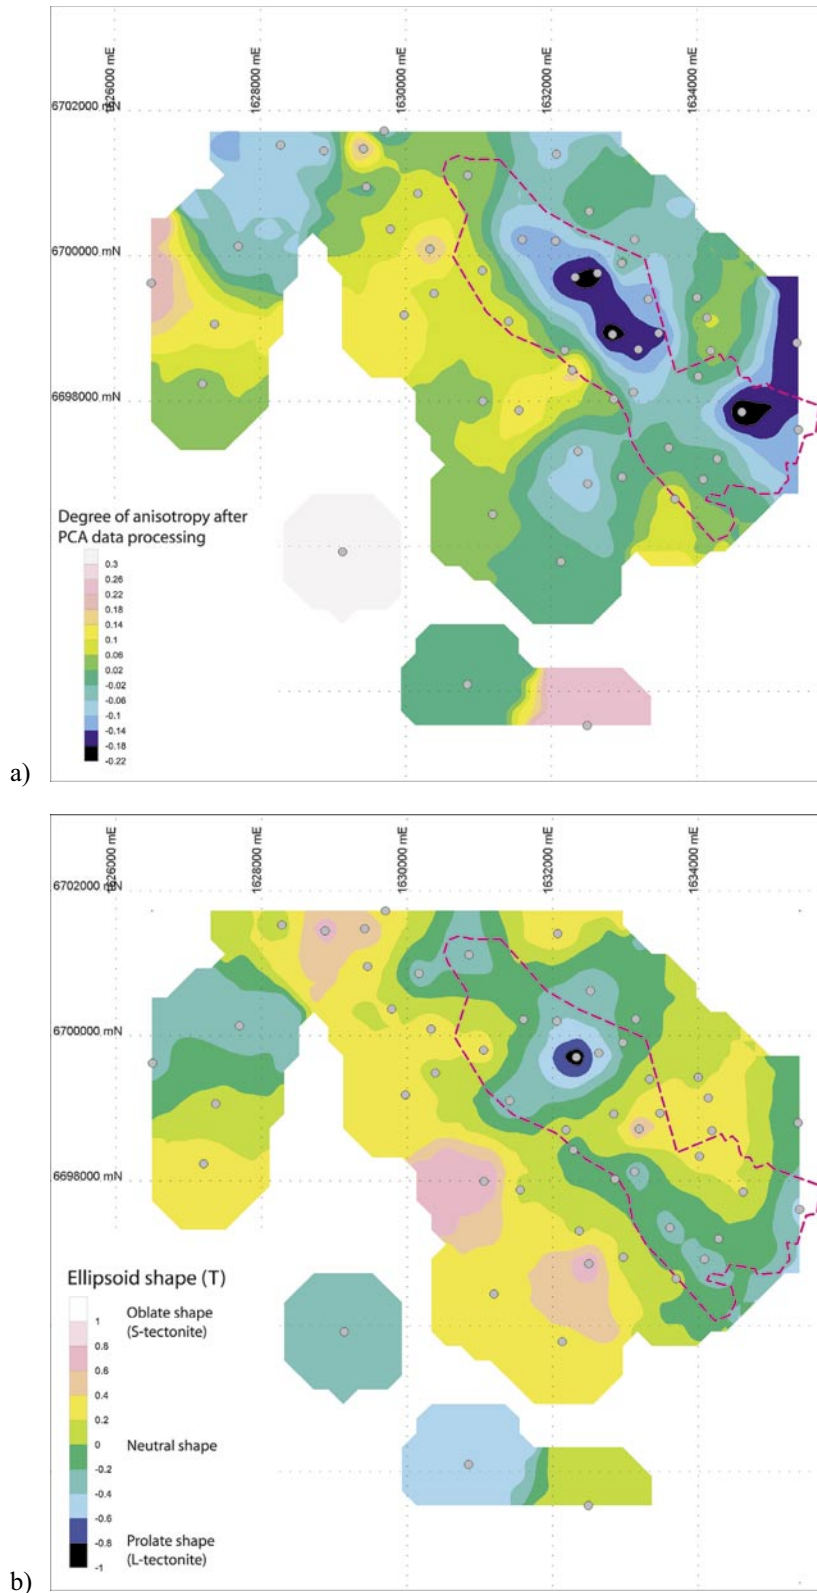 1626000 mE
1628000 mE
1630000 mE
1632000 mE
1634000 mE
6702000 mN
6700000 mN
6698000 mN
Degree of anisotropy after
PCA data processing
0.3
0.26
0.22
0.18
0.14
0.1
0.06
0.02
-0.02
-0.06
-0.1
-0.14
-0.18
-0.22
a)
1626000 mE
1628000 mE
1630000 mE
1632000 mE
1634000 mE
6702000 mN
6700000 mN
6698000 mN
Ellipsoid shape (T)
Oblate shape
(S-tectonite)
1
0.8
0.6
0.4
0.2
0
Neutral shape
-0.2
-0.4
-0.6
-0.8
-1
Prolate shape
(L-tectonite)
b)